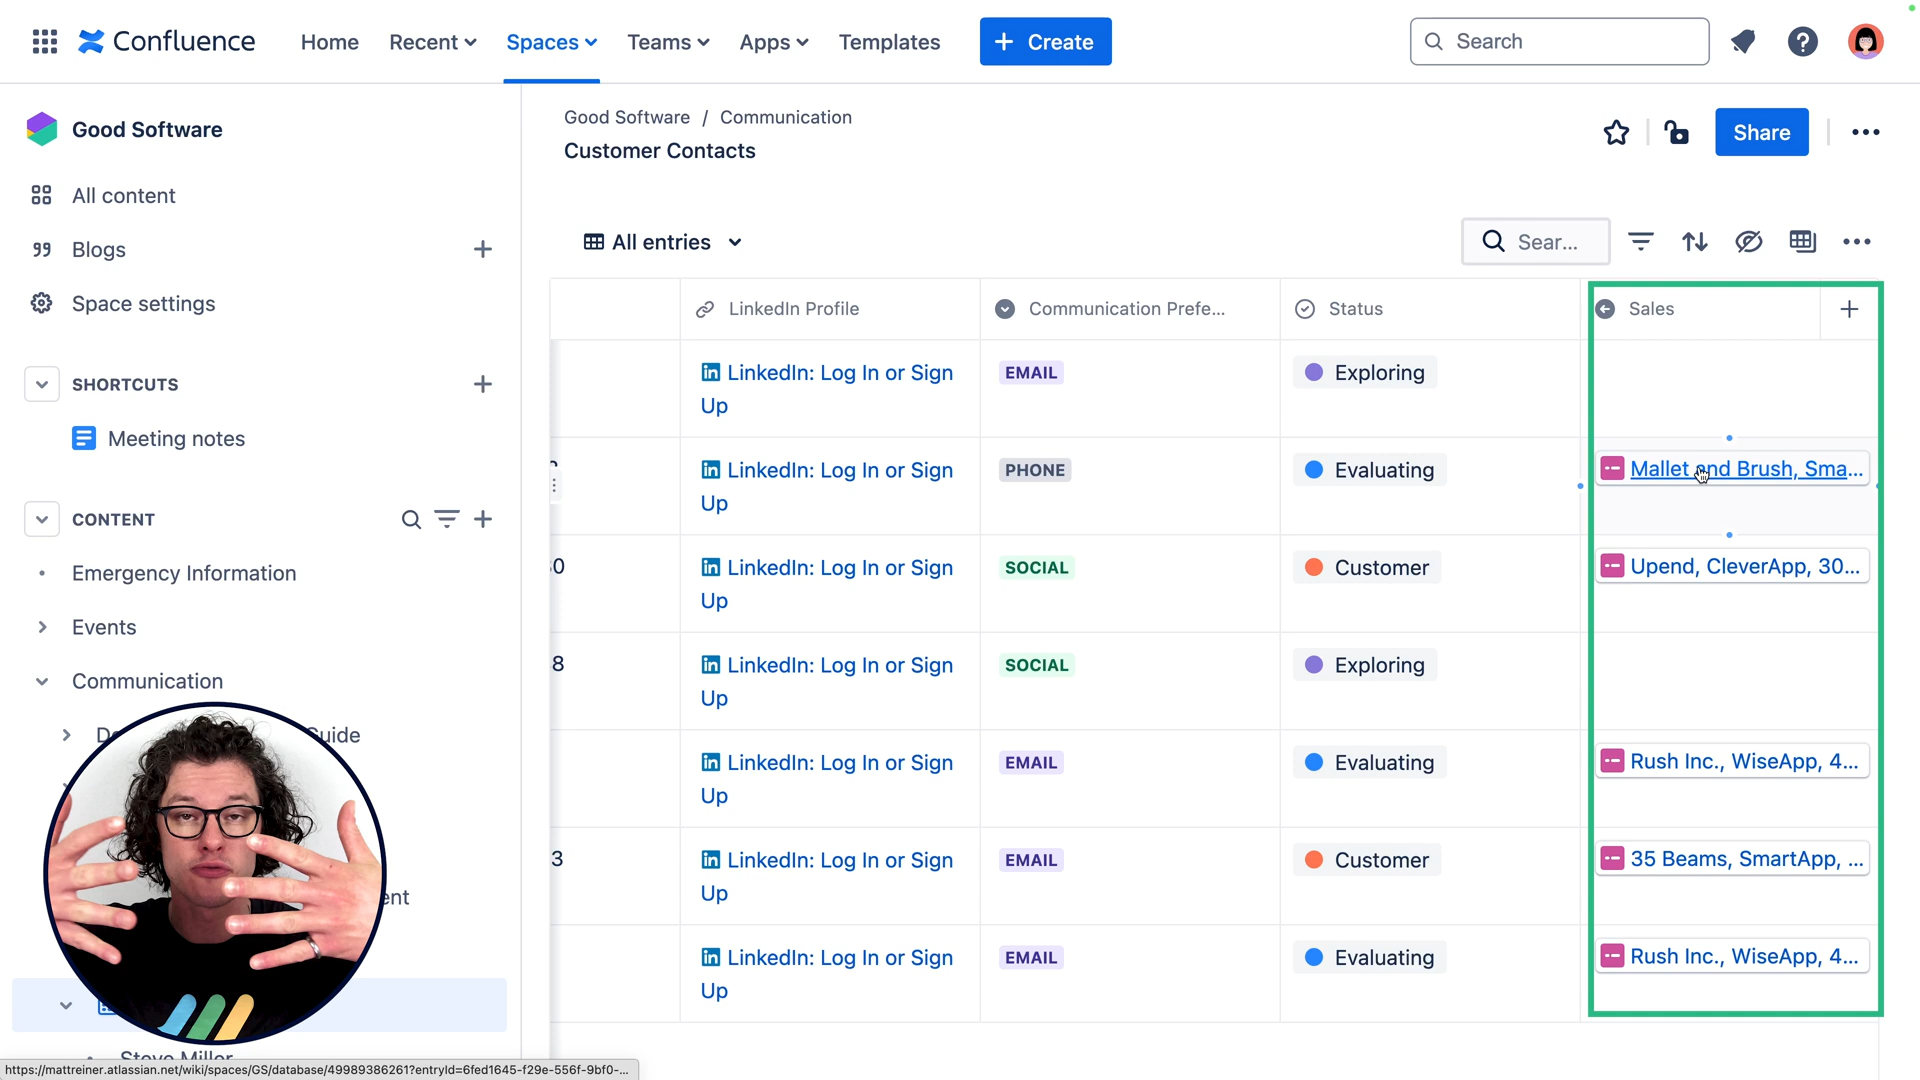 Confluence Home Recent Spaces Teams Apps Templates + Create Search
Good Software
All content
Blogs
Space settings
SHORTCUTS
Meeting notes
CONTENT
Emergency Information
Events
Communication
Good Software / Communication
Customer Contacts
Share
All entries
Sear...
LinkedIn Profile Communication Prefe... Status Sales
LinkedIn: Log In or Sign
Up
EMAIL
Exploring
LinkedIn: Log In or Sign
Up
PHONE
Evaluating
Mallet and Brush, Sma...
LinkedIn: Log In or Sign
Up
SOCIAL
Customer
Upend, CleverApp, 30...
8
LinkedIn: Log In or Sign
Up
SOCIAL
Exploring
LinkedIn: Log In or Sign
Up
EMAIL
Evaluating
Rush Inc., WiseApp, 4...
3
LinkedIn: Log In or Sign
Up
EMAIL
Customer
35 Beams, SmartApp, ...
LinkedIn: Log In or Sign
Up
EMAIL
Evaluating
Rush Inc., WiseApp, 4...
Steve Miller
https://mattreiner.atlassian.net/wiki/spaces/GS/database/49989386261?entryId=6fed1645-f29e-556f-9bf0-...